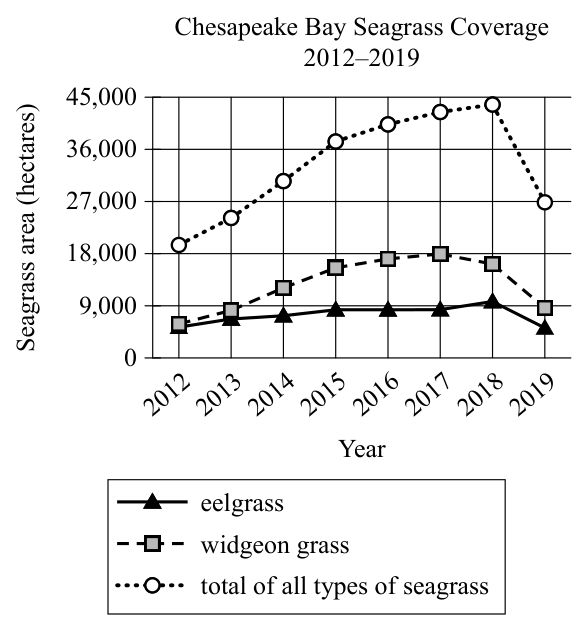 Chesapeake Bay Seagrass Coverage
2012–2019
Seagrass area (hectares)
45,000
36,000
27,000
18,000
9,000
0
2012 2013 2014 2015 2016 2017 2018 2019
Year
eelgrass
widgeon grass
total of all types of seagrass